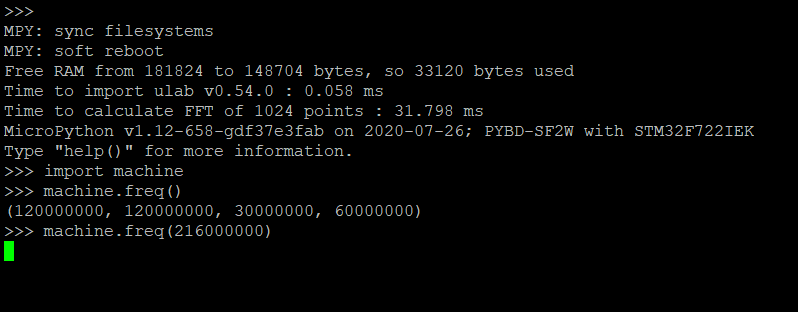 >>>
MPY: sync filesystems
MPY: soft reboot
Free RAM from 181824 to 148704 bytes, so 33120 bytes used
Time to import ulab v0.54.0 : 0.058 ms
Time to calculate FFT of 1024 points : 31.798 ms
MicroPython v1.12-658-gdf37e3fab on 2020-07-26; PYBD-SF2W with STM32F722IEK
Type "help()" for more information.
>>> import machine
>>> machine.freq()
(120000000, 120000000, 30000000, 60000000)
>>> machine.freq(216000000)